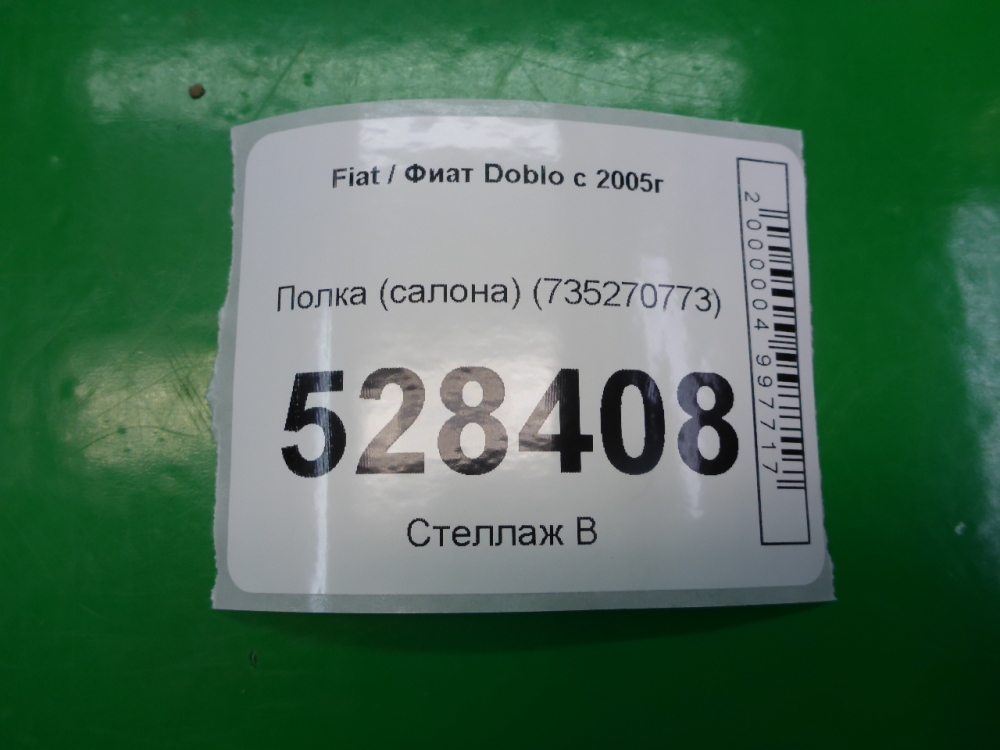 Fiat / Фиат Doblo с 2005г
Полка (салона) (735270773)
528408
Стеллаж В
2000004997717